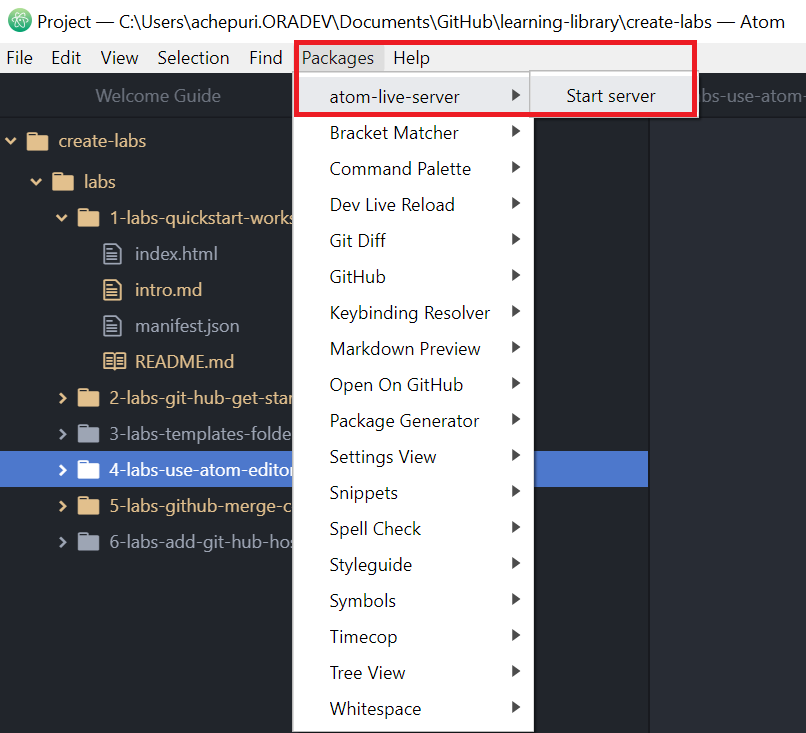 Project — C:\Users\achepuri.ORADEV\Documents\GitHub\learning-library\create-labs — Atom
File Edit View Selection Find Packages Help
Welcome Guide
create-labs
labs
1-labs-quickstart-works
index.html
intro.md
manifest.json
README.md
2-labs-git-hub-get-star
3-labs-templates-folde
4-labs-use-atom-editor
5-labs-github-merge-c
6-labs-add-git-hub-ho
atom-live-server
Start server
Bracket Matcher
Command Palette
Dev Live Reload
Git Diff
GitHub
Keybinding Resolver
Markdown Preview
Open On GitHub
Package Generator
Settings View
Snippets
Spell Check
Styleguide
Symbols
Timecop
Tree View
Whitespace
bs-use-atom-